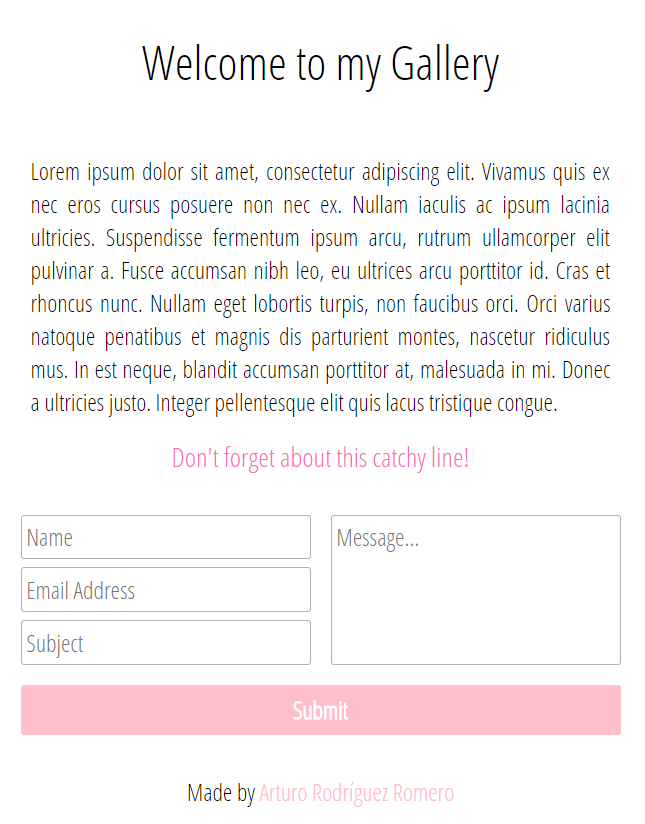 Welcome to my Gallery
Lorem ipsum dolor sit amet, consectetur adipiscing elit. Vivamus quis ex
nec eros cursus posuere non nec ex. Nullam iaculis ac ipsum lacinia
ultricies. Suspendisse fermentum ipsum arcu, rutrum ullamcorper elit
pulvinar a. Fusce accumsan nibh leo, eu ultrices arcu porttitor id. Cras et
rhoncus nunc. Nullam eget lobortis turpis, non faucibus orci. Orci varius
natoque penatibus et magnis dis parturient montes, nascetur ridiculus
mus. In est neque, blandit accumsan porttitor at, malesuada in mi. Donec
a ultricies justo. Integer pellentesque elit quis lacus tristique congue.
Don't forget about this catchy line!
Name
Email Address
Subject
Message...
Submit
Made by Arturo Rodríguez Romero